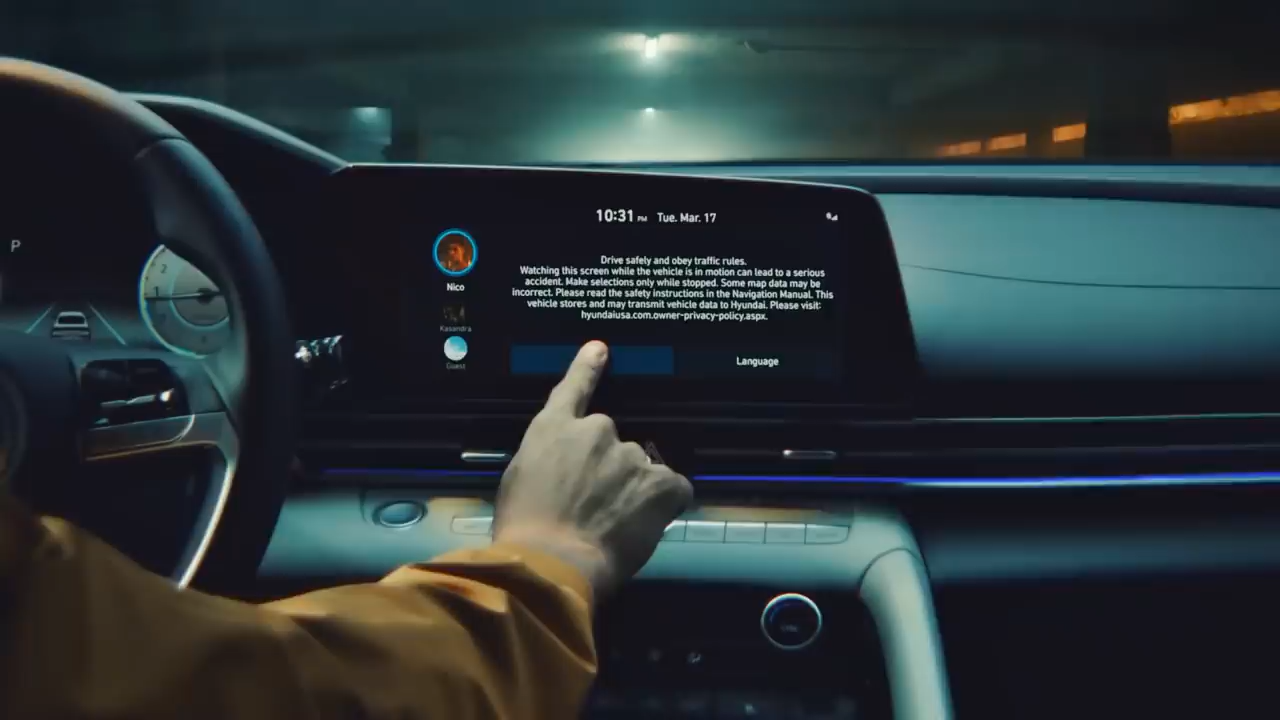 10:31 PM Tue. Mar. 17
P
2
1
Nico
Kasandra
Guest
Drive safely and obey traffic rules.
Watching this screen while the vehicle is in motion can lead to a serious
accident. Make selections only while stopped. Some map data may be
incorrect. Please read the safety instructions in the Navigation Manual. This
vehicle stores and may transmit vehicle data to Hyundai. Please visit:
hyundaiusa.com.owner-privacy-policy.aspx.
Language